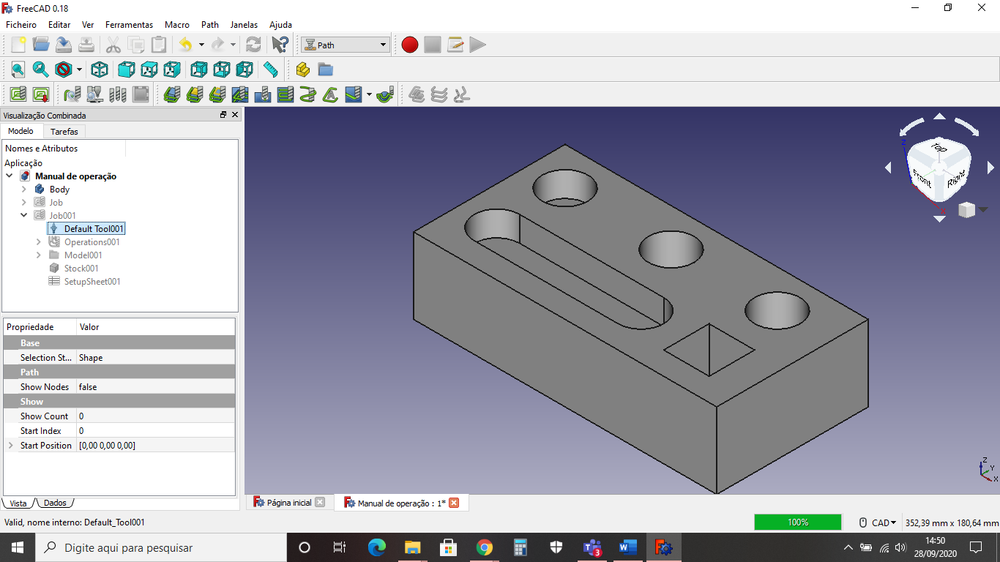 FreeCAD 0.18
Ficheiro Editar Ver Ferramentas Macro Path Janelas Ajuda
Path
Visualização Combinada
Modelo Tarefas
Nomes e Atributos
Aplicação
Manual de operação
Body
Job
Job001
Default Tool001
Operations001
Model001
Stock001
SetupSheet001
Propriedade Valor
Base
Selection St... Shape
Path
Show Nodes false
Show
Show Count 0
Start Index 0
Start Position [0,00 0,00 0,00]
Vista Dados
Top
Front Right
Z
X
Z
Y
X
Página inicial
Manual de operação : 1*
Valid, nome interno: Default_Tool001
100%
CAD
352,39 mm x 180,64 mm
Digite aqui para pesquisar
3
14:50
28/09/2020